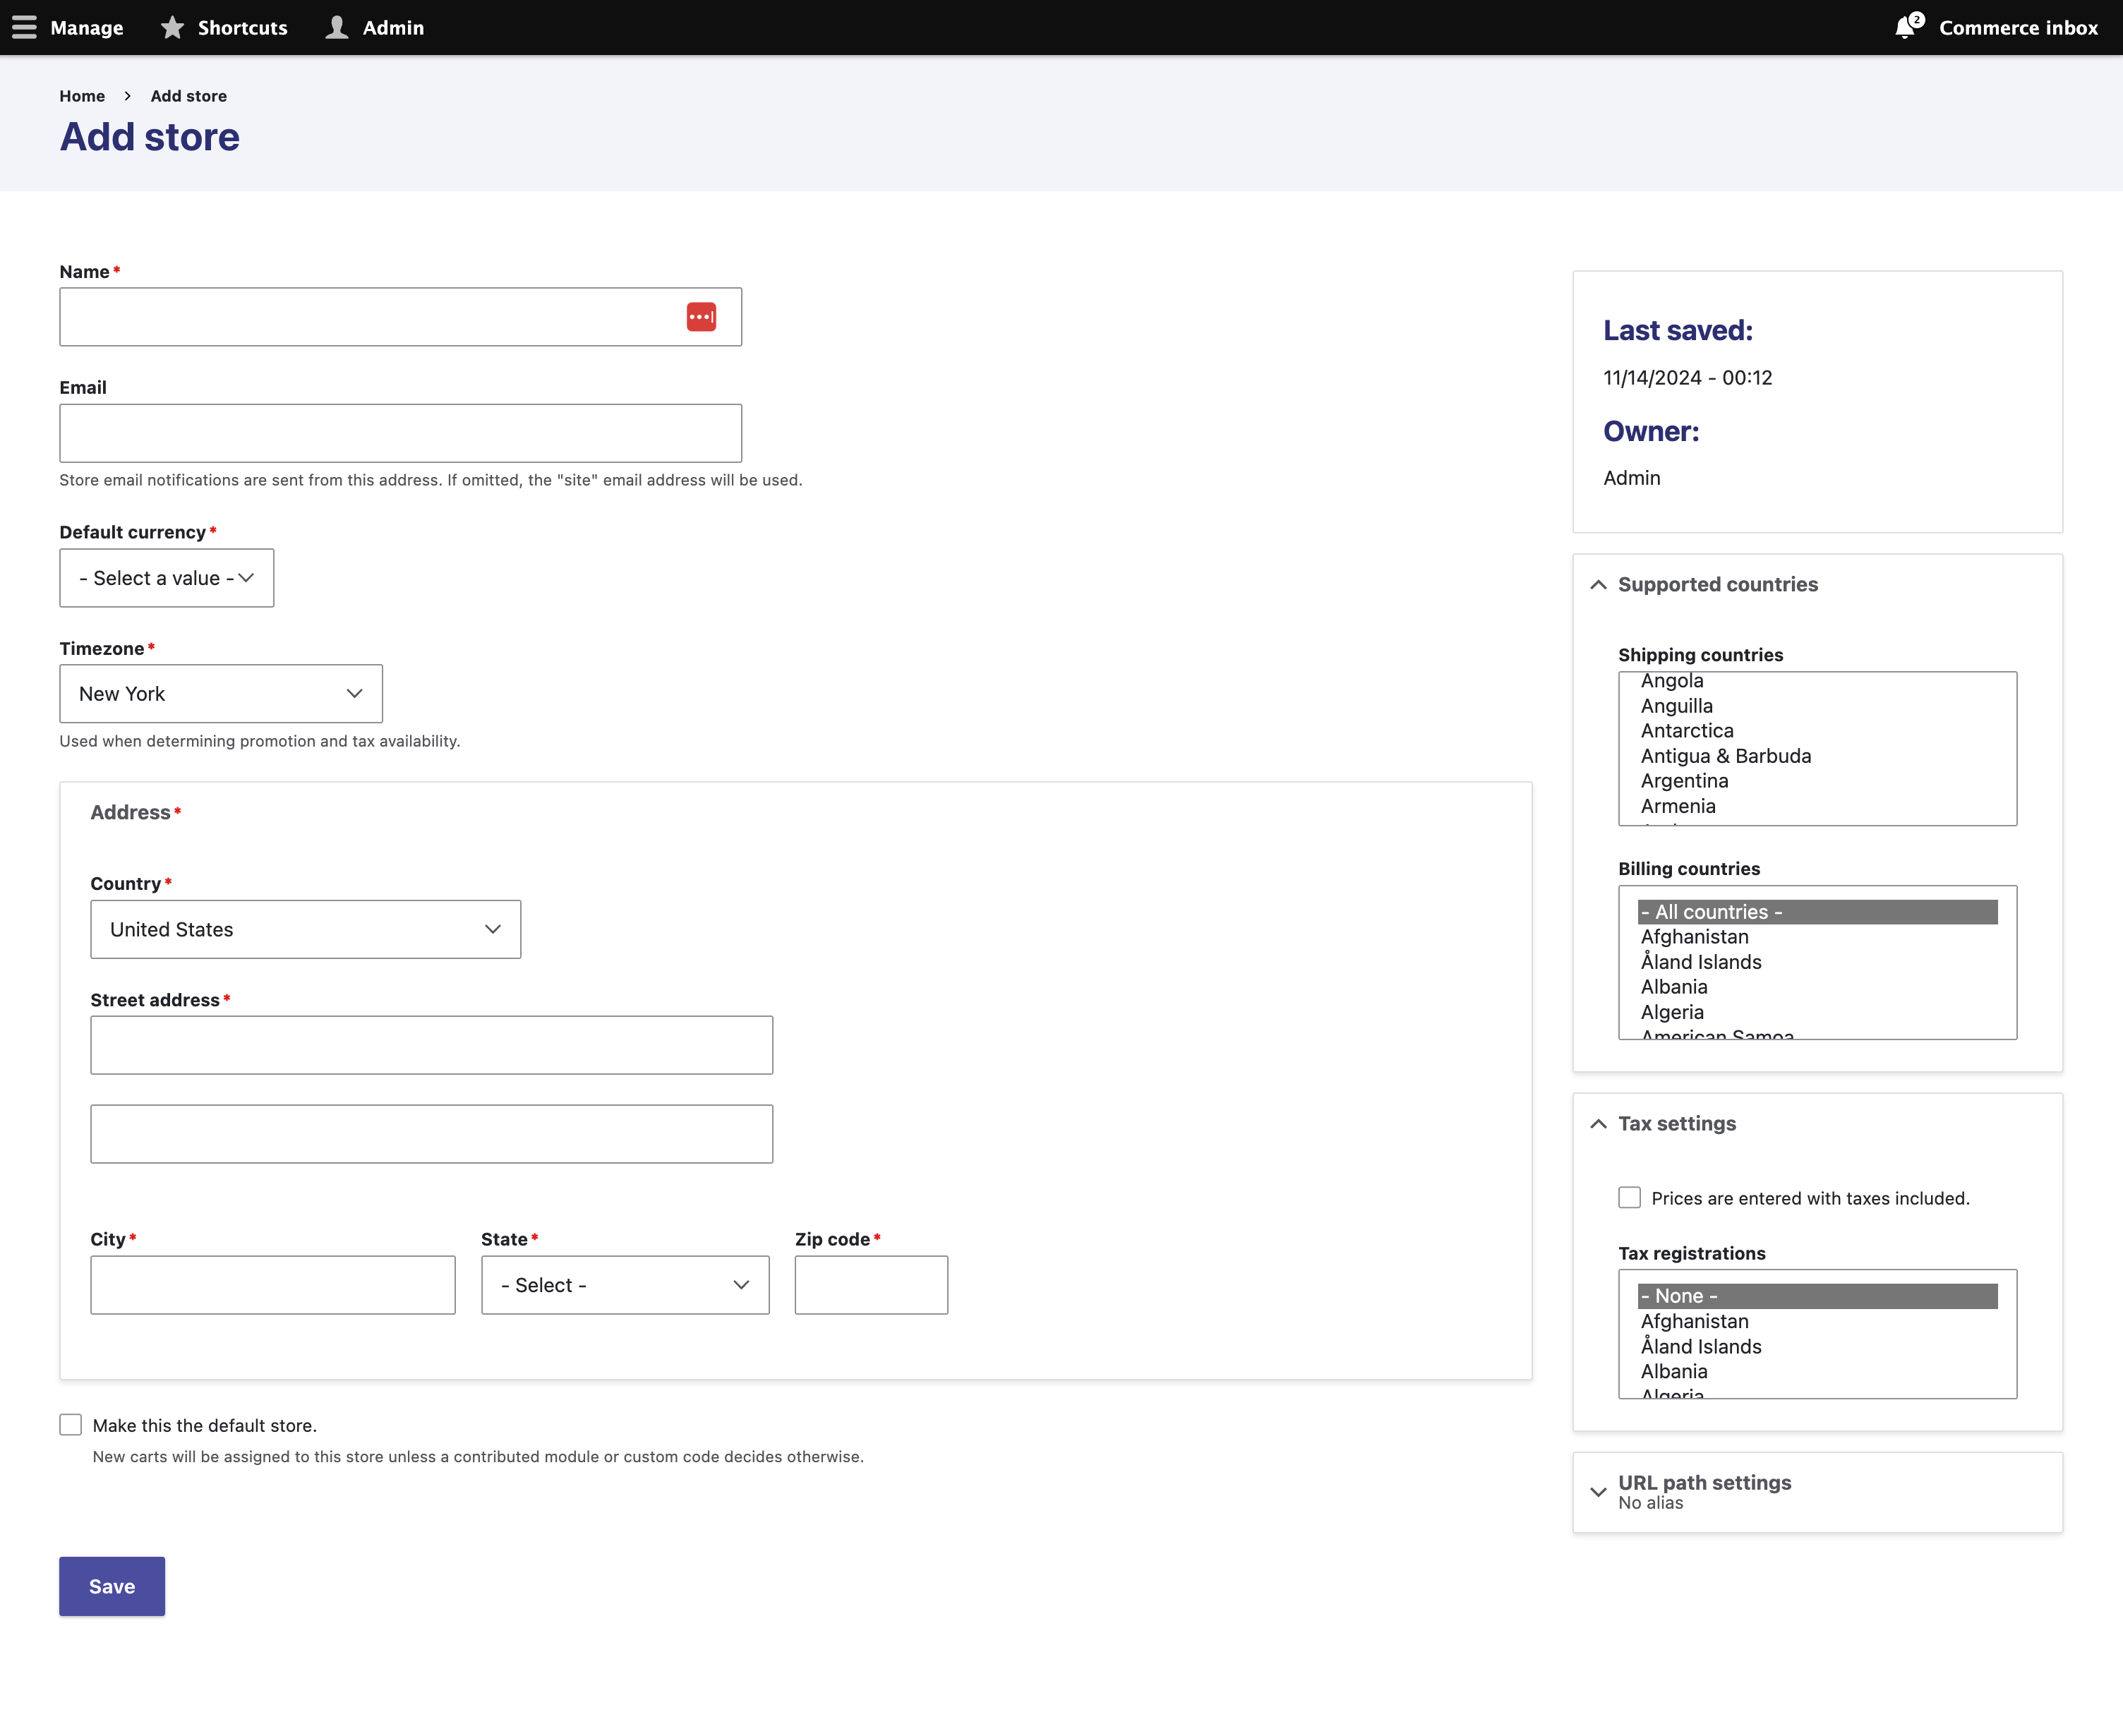 Manage
Shortcuts
Admin
2
Commerce inbox
Home > Add store
Add store
Name*
Email
Store email notifications are sent from this address. If omitted, the "site" email address will be used.
Default currency*
- Select a value -
Timezone*
New York
Used when determining promotion and tax availability.
Address*
Country*
United States
Street address*
City* State* Zip code*
- Select -
Make this the default store.
New carts will be assigned to this store unless a contributed module or custom code decides otherwise.
Save
Last saved:
11/14/2024 - 00:12
Owner:
Admin
Supported countries
Shipping countries
Angola
Anguilla
Antarctica
Antigua & Barbuda
Argentina
Armenia
Billing countries
- All countries -
Afghanistan
Åland Islands
Albania
Algeria
American Samoa
Tax settings
Prices are entered with taxes included.
Tax registrations
- None -
Afghanistan
Åland Islands
Albania
Algeria
URL path settings
No alias